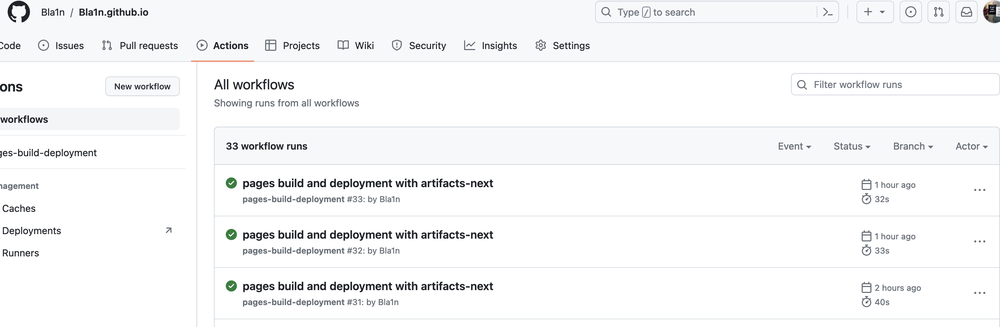 Bla1n / Bla1n.github.io
Type / to search
Code
Issues
Pull requests
Actions
Projects
Wiki
Security
Insights
Settings
ons
New workflow
workflows
ges-build-deployment
nagement
Caches
Deployments
Runners
All workflows
Showing runs from all workflows
Filter workflow runs
33 workflow runs
Event
Status
Branch
Actor
pages build and deployment with artifacts-next
pages-build-deployment #33: by Bla1n
1 hour ago
32s
pages build and deployment with artifacts-next
pages-build-deployment #32: by Bla1n
1 hour ago
33s
pages build and deployment with artifacts-next
pages-build-deployment #31: by Bla1n
2 hours ago
40s